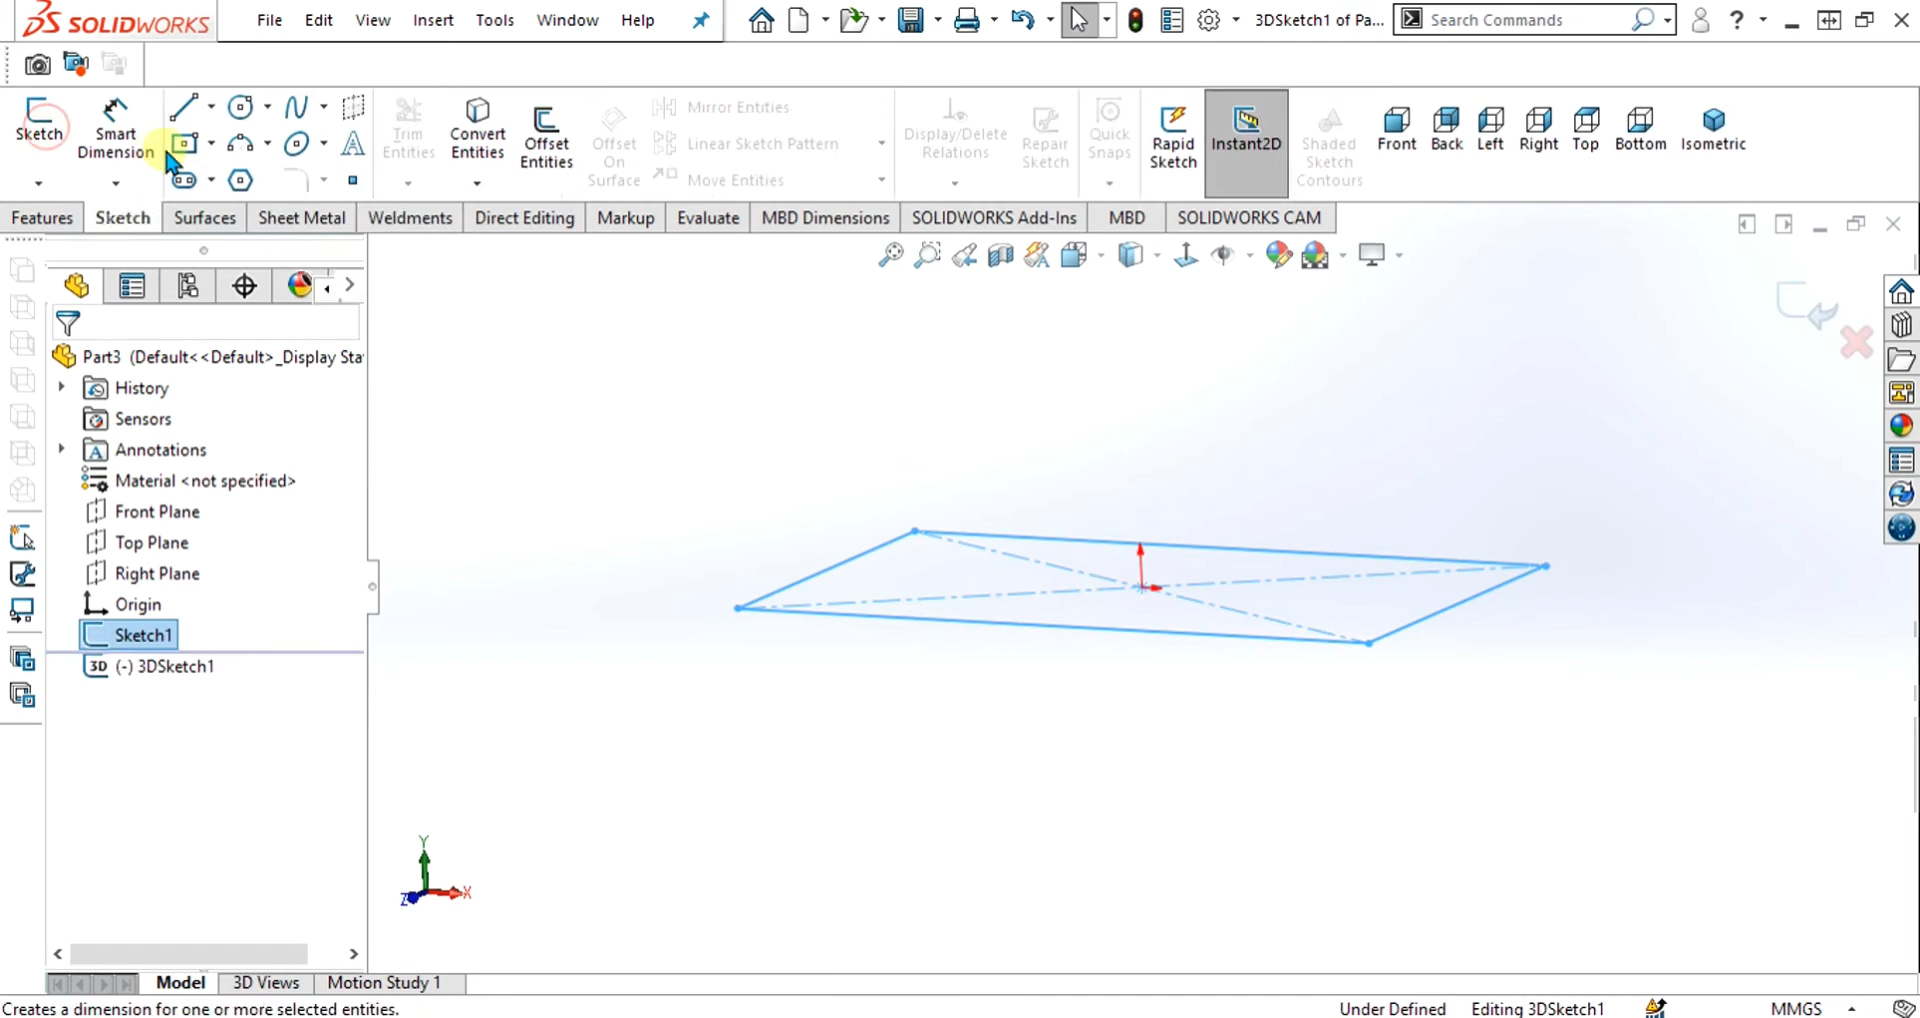 SOLIDWORKS File Edit View Insert Tools Window Help 3DSketch1 of Pa... Search Commands ?
Sketch Smart Dimension Trim Entities Convert Entities Offset Entities Offset On Surface Mirror Entities Linear Sketch Pattern Move Entities Display/Delete Relations Repair Sketch Quick Snaps Rapid Sketch Instant2D Shaded Sketch Contours Front Back Left Right Top Bottom Isometric
Features Sketch Surfaces Sheet Metal Weldments Direct Editing Markup Evaluate MBD Dimensions SOLIDWORKS Add-Ins MBD SOLIDWORKS CAM
Part3 (Default<<Default>_Display Sta
History
Sensors
A Annotations
Material <not specified>
Front Plane
Top Plane
Right Plane
Origin
Sketch1
3D (-) 3DSketch1
Y
Z X
Model 3D Views Motion Study 1
Creates a dimension for one or more selected entities. Under Defined Editing 3DSketch1 MMGS